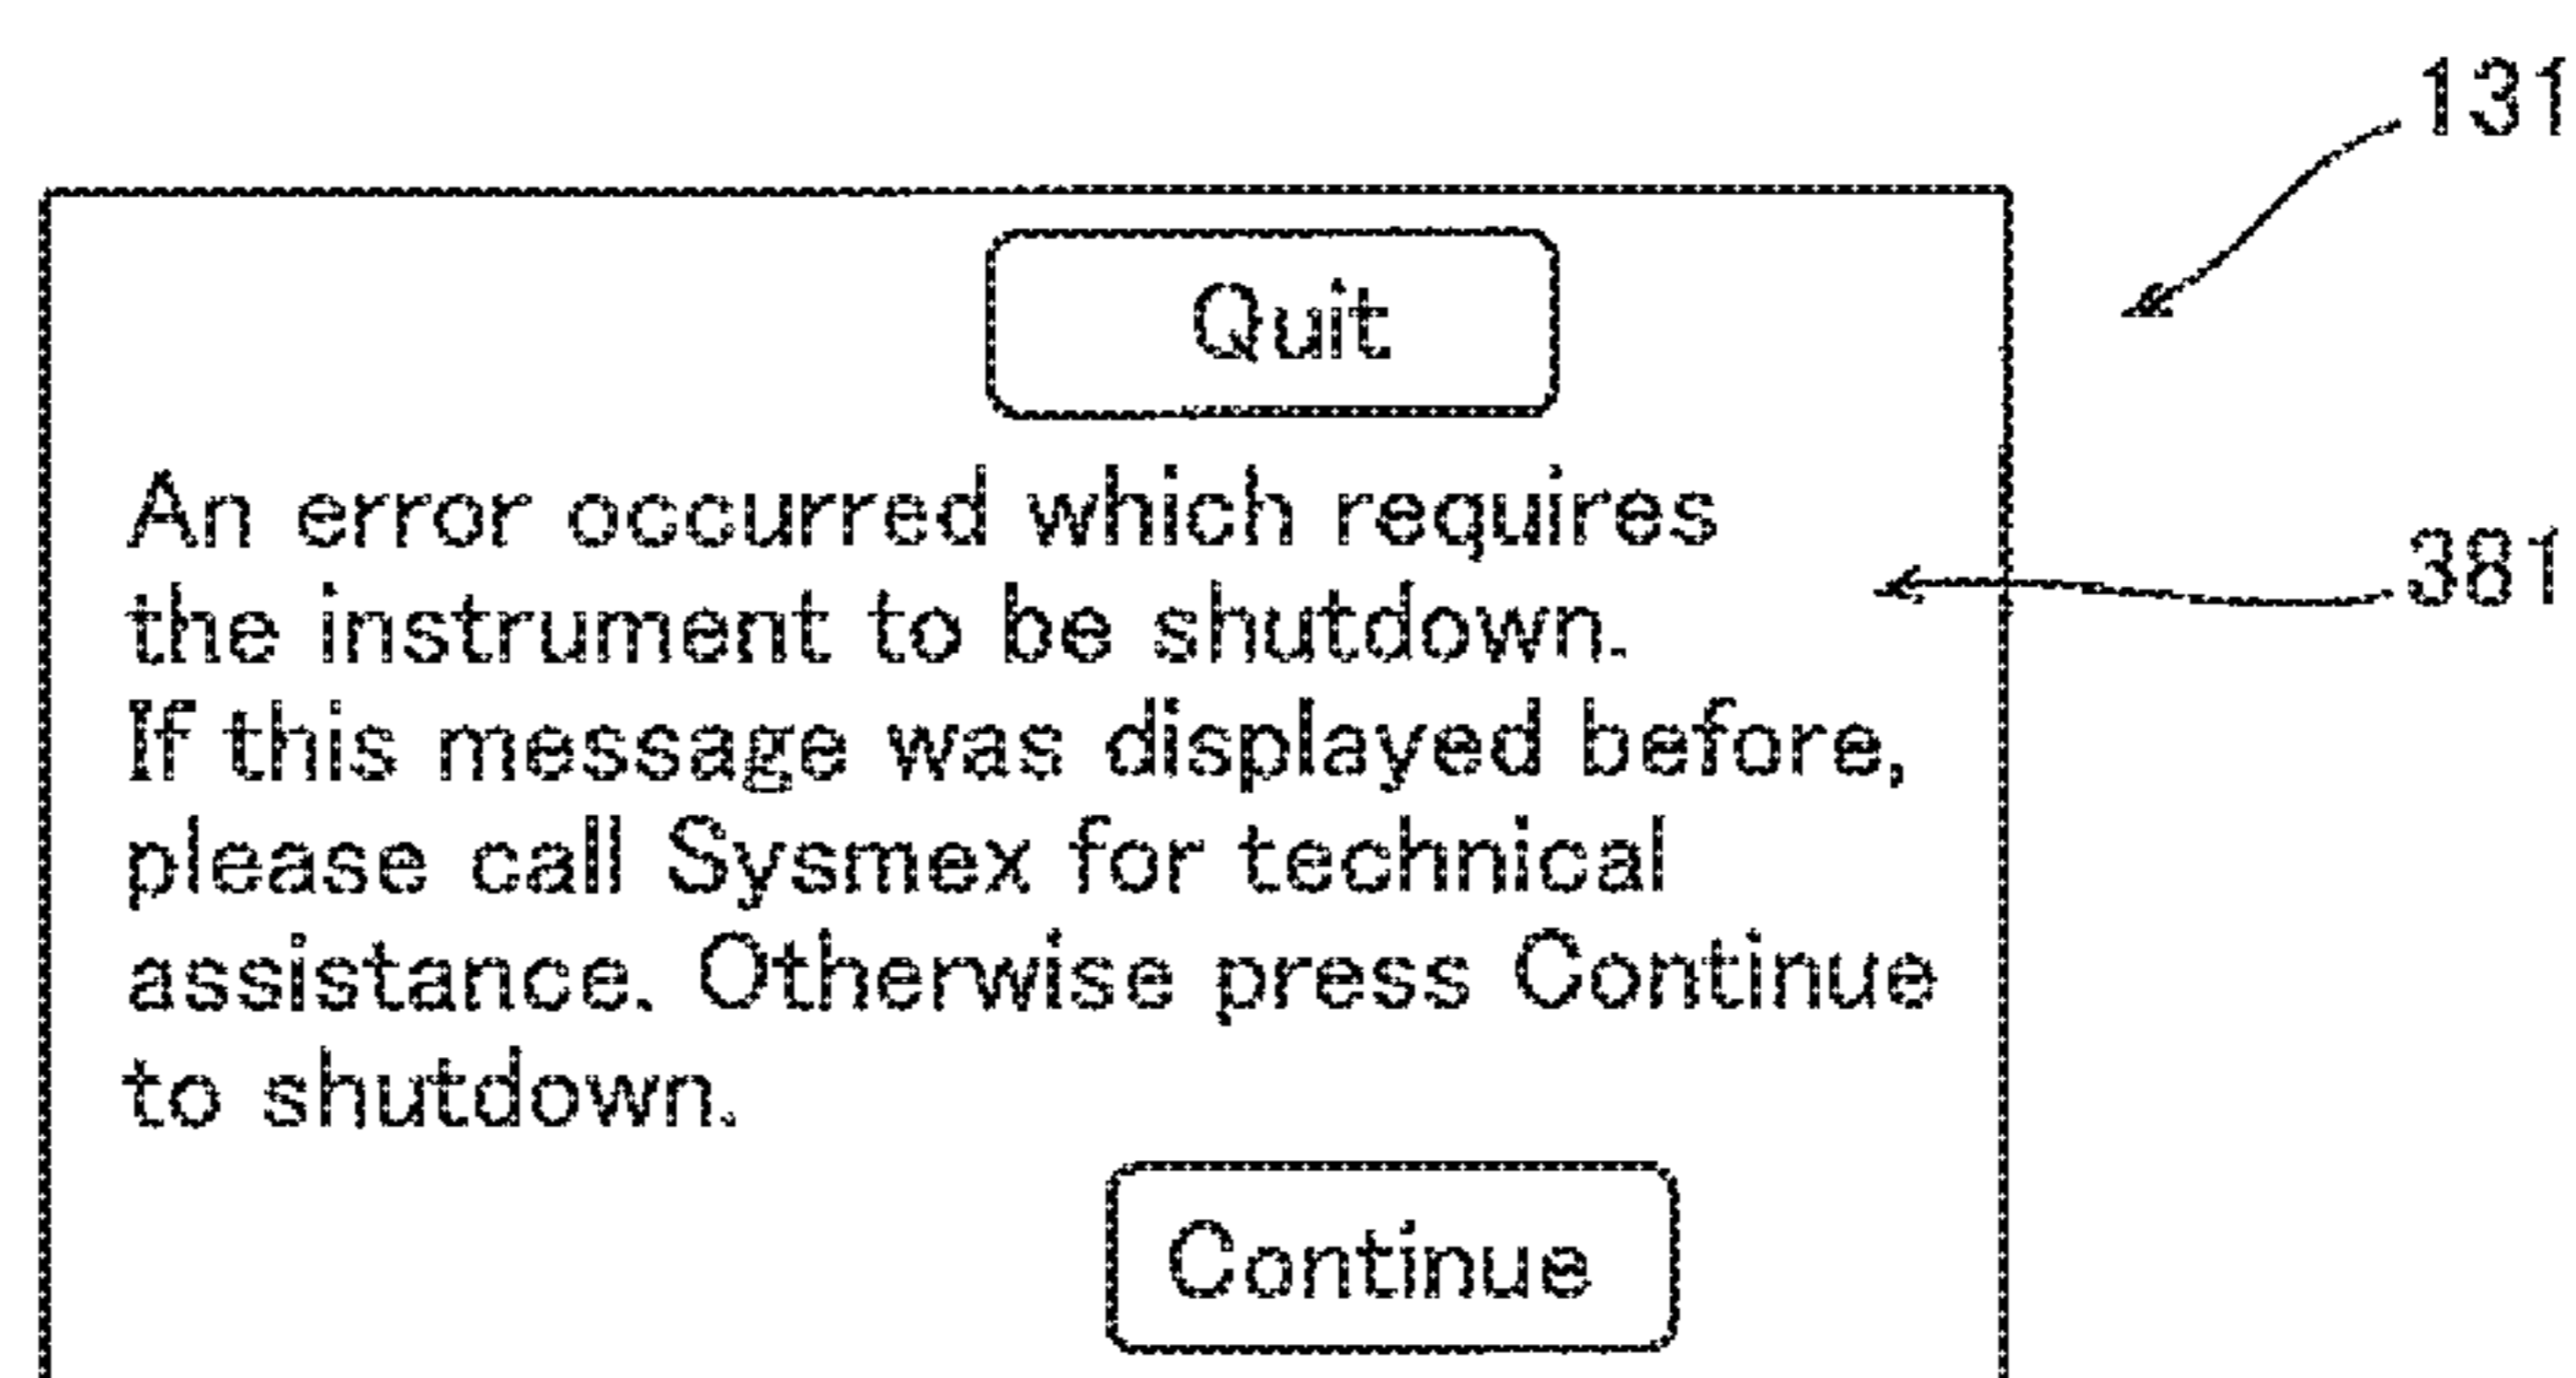 131
Quit
An error occurred which requires
the instrument to be shutdown.
381
If this message was displayed before,
please call Sysmex for technical
assistance. Otherwise press Continue
to shutdown.
Continue